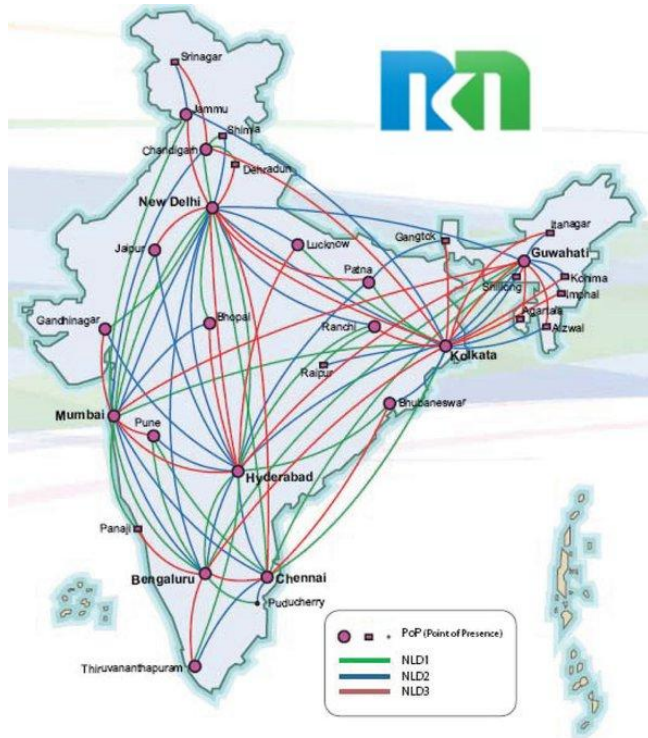 Srinagar
NKN
Jammu
Shimla
Chandigarh
Dehradun
New Delhi
Itanagar
Gangtok
Lucknow
Jaipur
Guwahati
Patna
Shillong
Kohima
Imphal
Gandhinagar
Bhopal
Ranchi
Agartala
Aizwal
Kolkata
Raipur
Bhubaneswar
Mumbai
Pune
Hyderabad
Panaji
Bengaluru
Chennai
Puducherry
PoP (Point of Presence)
NLD1
NLD2
Thiruvananthapuram
NLD3